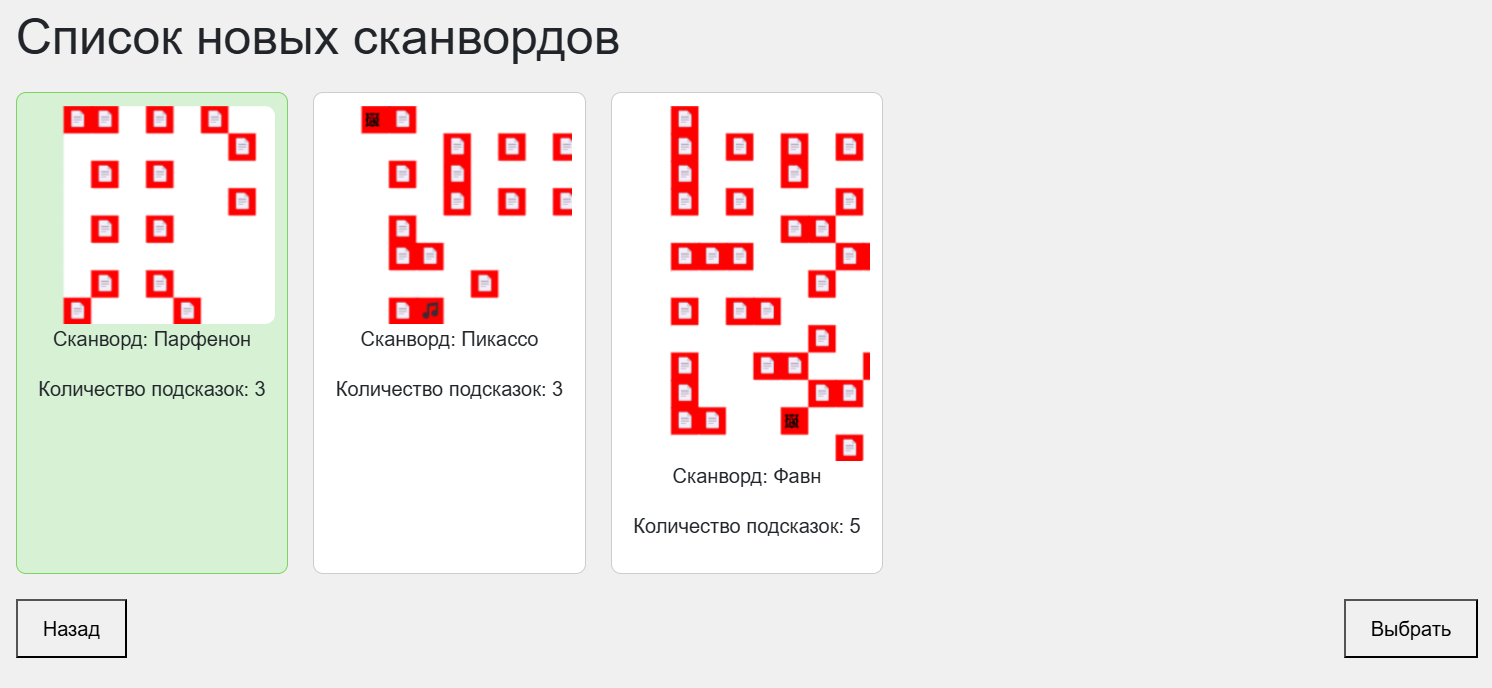 Список новых сканвордов
Сканворд: Парфенон
Количество подсказок: 3
Сканворд: Пикассо
Количество подсказок: 3
Сканворд: Фавн
Количество подсказок: 5
Назад
Выбрать